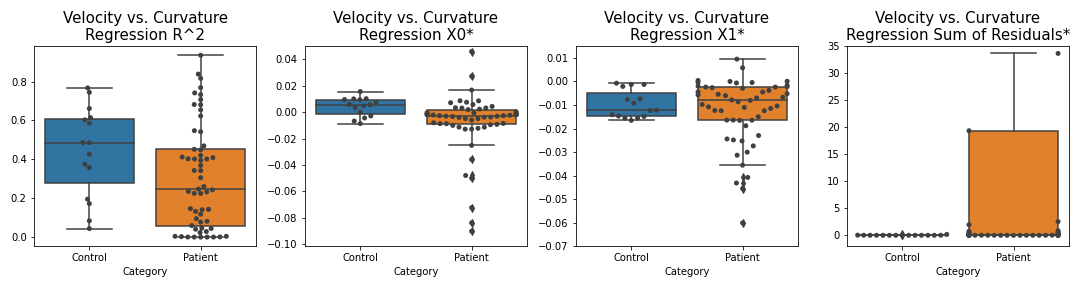 Velocity vs. Curvature
Regression R^2
0.8
0.6
0.4
0.2
0.0
Control
Patient
Category
Velocity vs. Curvature
Regression X0*
0.04
0.02
0.00
−0.02
−0.04
−0.06
−0.08
−0.10
Control
Patient
Category
Velocity vs. Curvature
Regression X1*
0.01
0.00
−0.01
−0.02
−0.03
−0.04
−0.05
−0.06
−0.07
Control
Patient
Category
Velocity vs. Curvature
Regression Sum of Residuals*
35
30
25
20
15
10
5
0
Control
Patient
Category